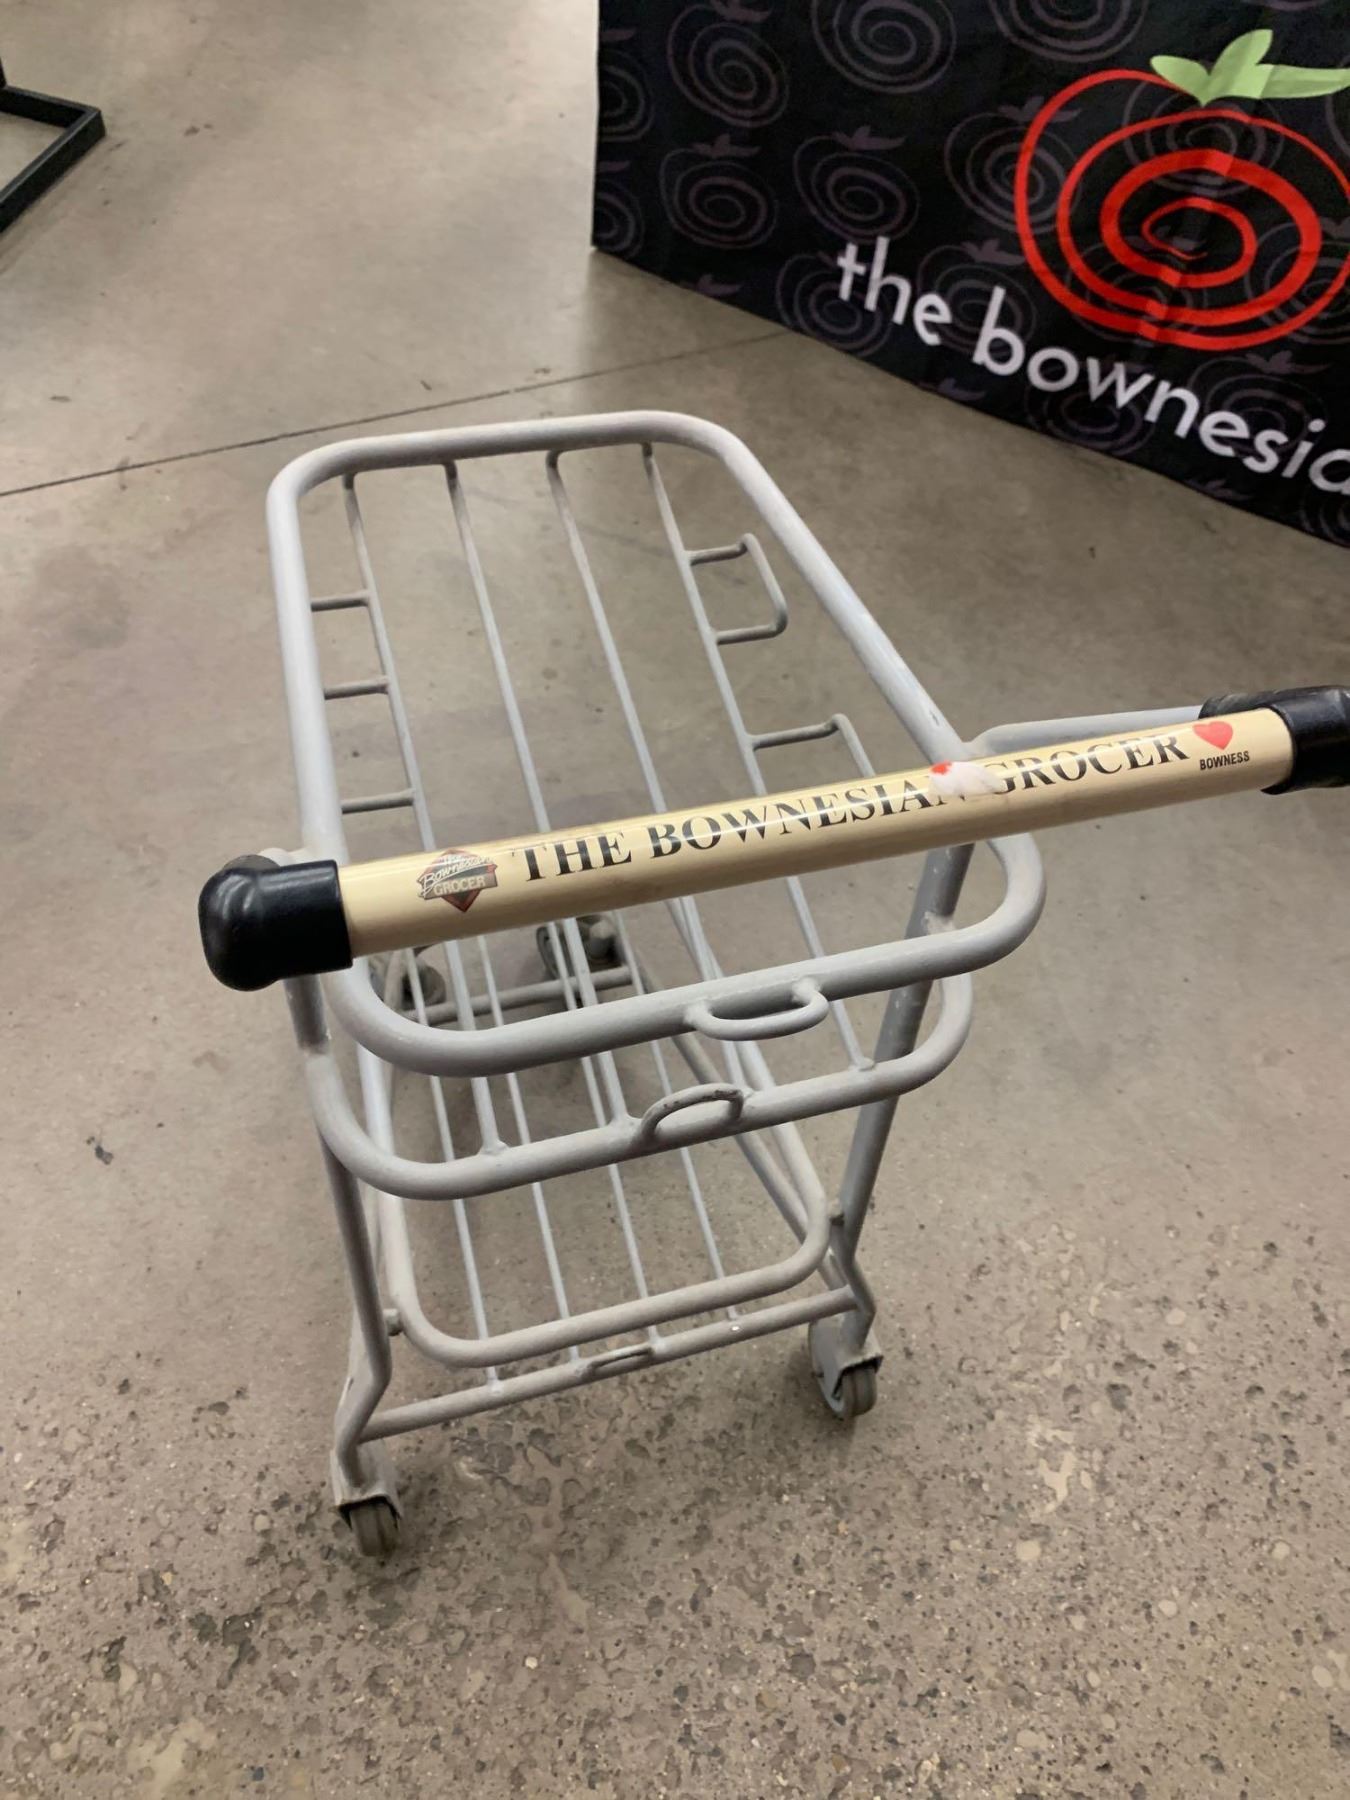 the bownesia
The
Bownesian
GROCER
THE BOWNESIAN GROCER
BOWNESS